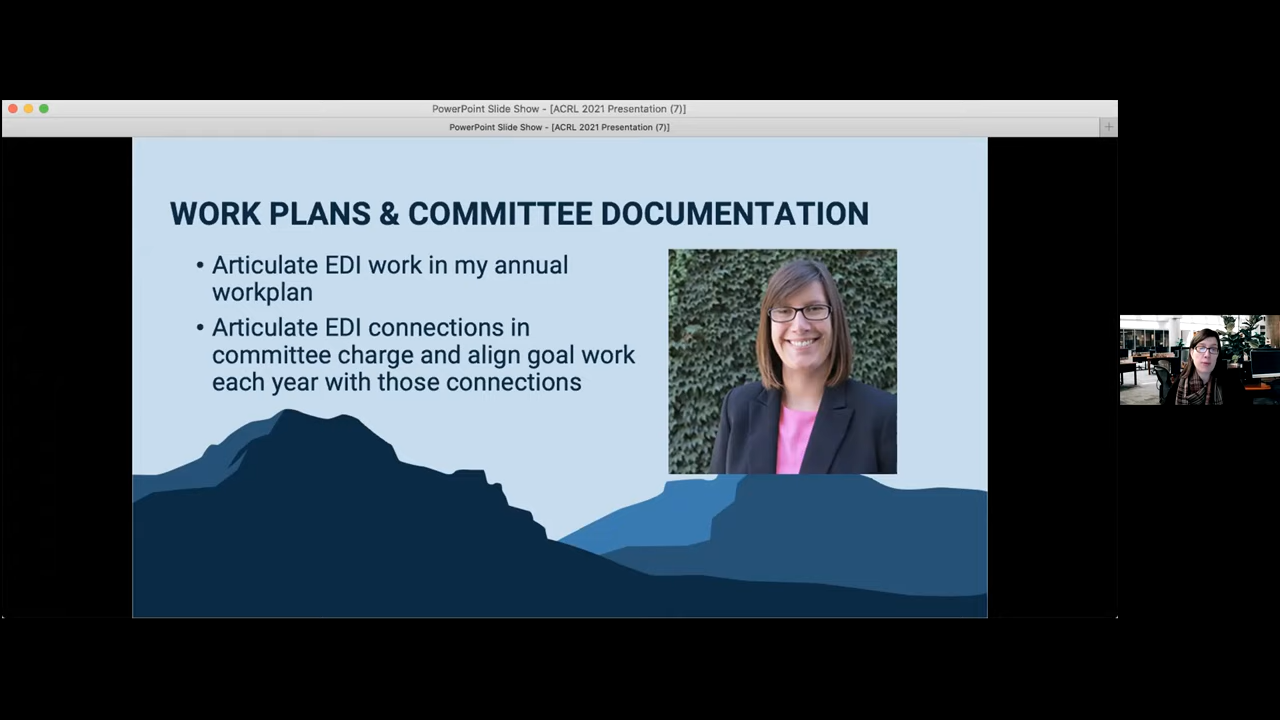 PowerPoint Slide Show - [ACRL 2021 Presentation (7)]
PowerPoint Slide Show - [ACRL 2021 Presentation (7)]
WORK PLANS & COMMITTEE DOCUMENTATION
• Articulate EDI work in my annual
workplan
• Articulate EDI connections in
committee charge and align goal work
each year with those connections